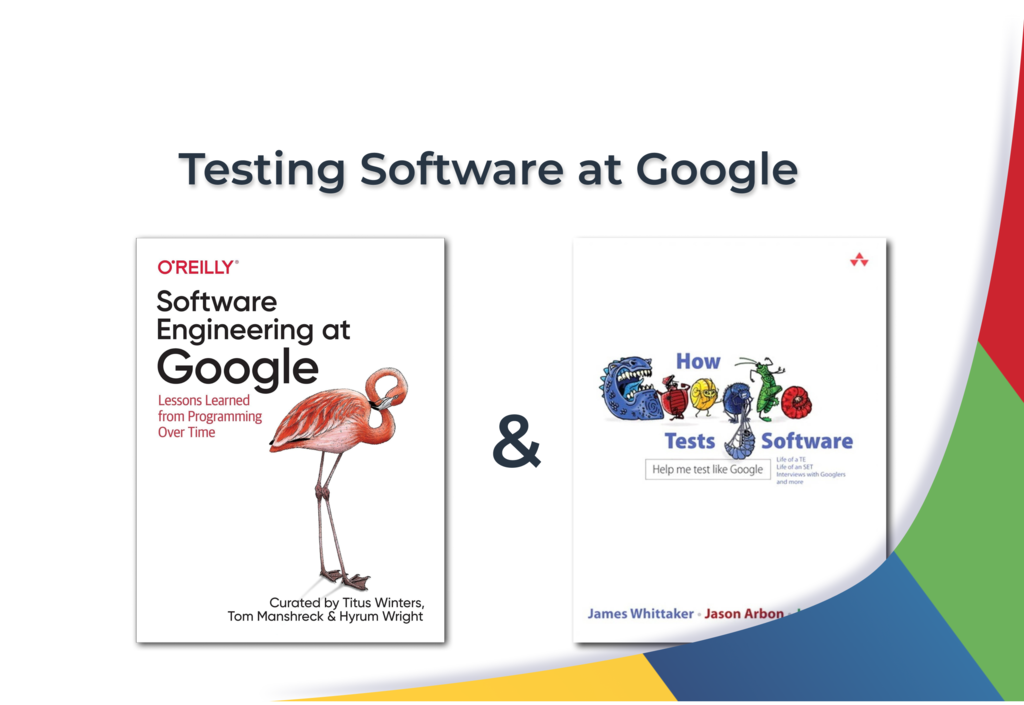 Testing Software at Google
O'REILLY®
Software
Engineering at
Google
Lessons Learned
from Programming
Over Time
Curated by Titus Winters,
Tom Manshreck & Hyrum Wright
&
How
Tests Software
Help me test like Google
Life of a TE
Life of an SET
Interviews with Googlers
and more
James Whittaker • Jason Arbon •